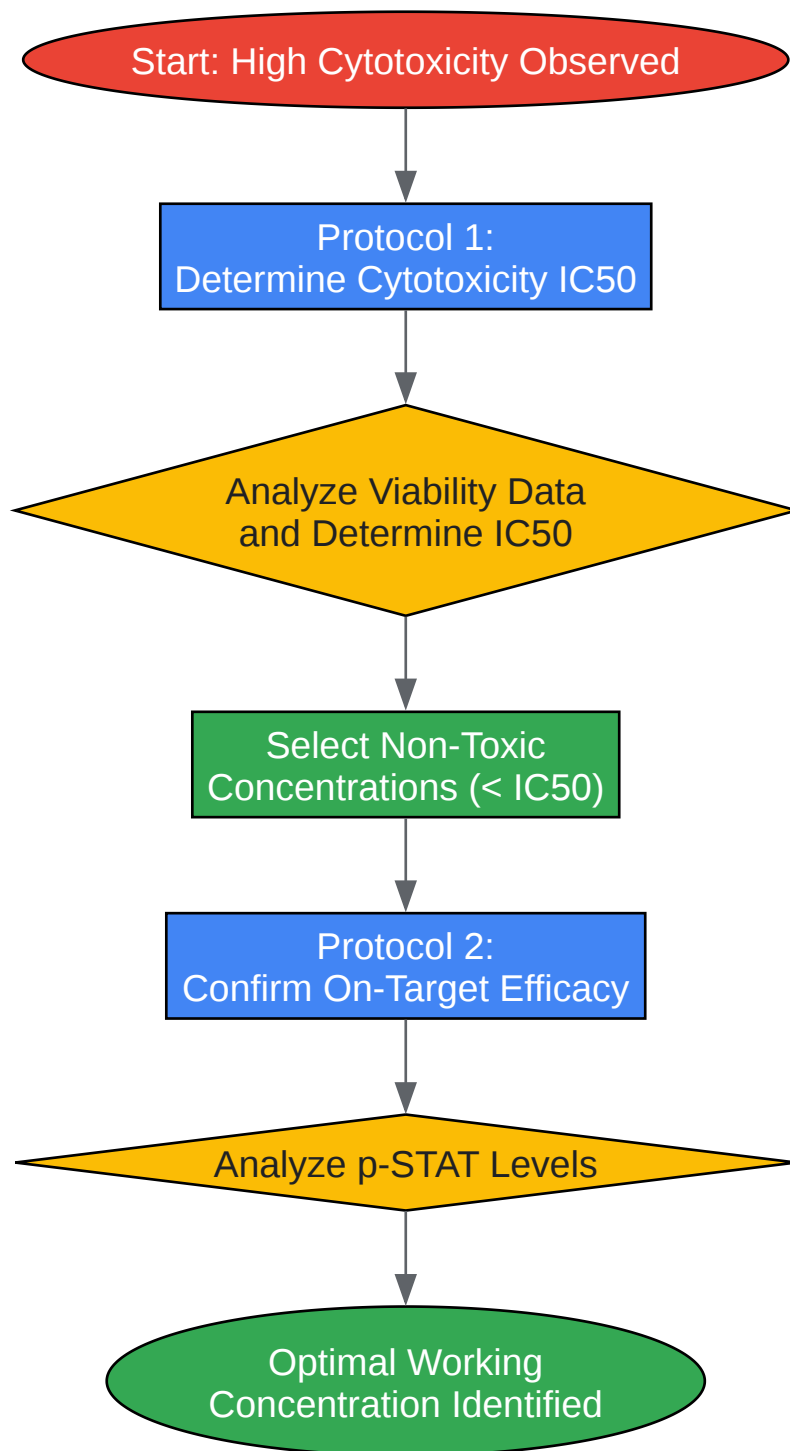 Start: High Cytotoxicity Observed
Protocol 1:
Determine Cytotoxicity IC50
Analyze Viability Data
and Determine IC50
Select Non-Toxic
Concentrations (< IC50)
Protocol 2:
Confirm On-Target Efficacy
Analyze p-STAT Levels
Optimal Working
Concentration Identified